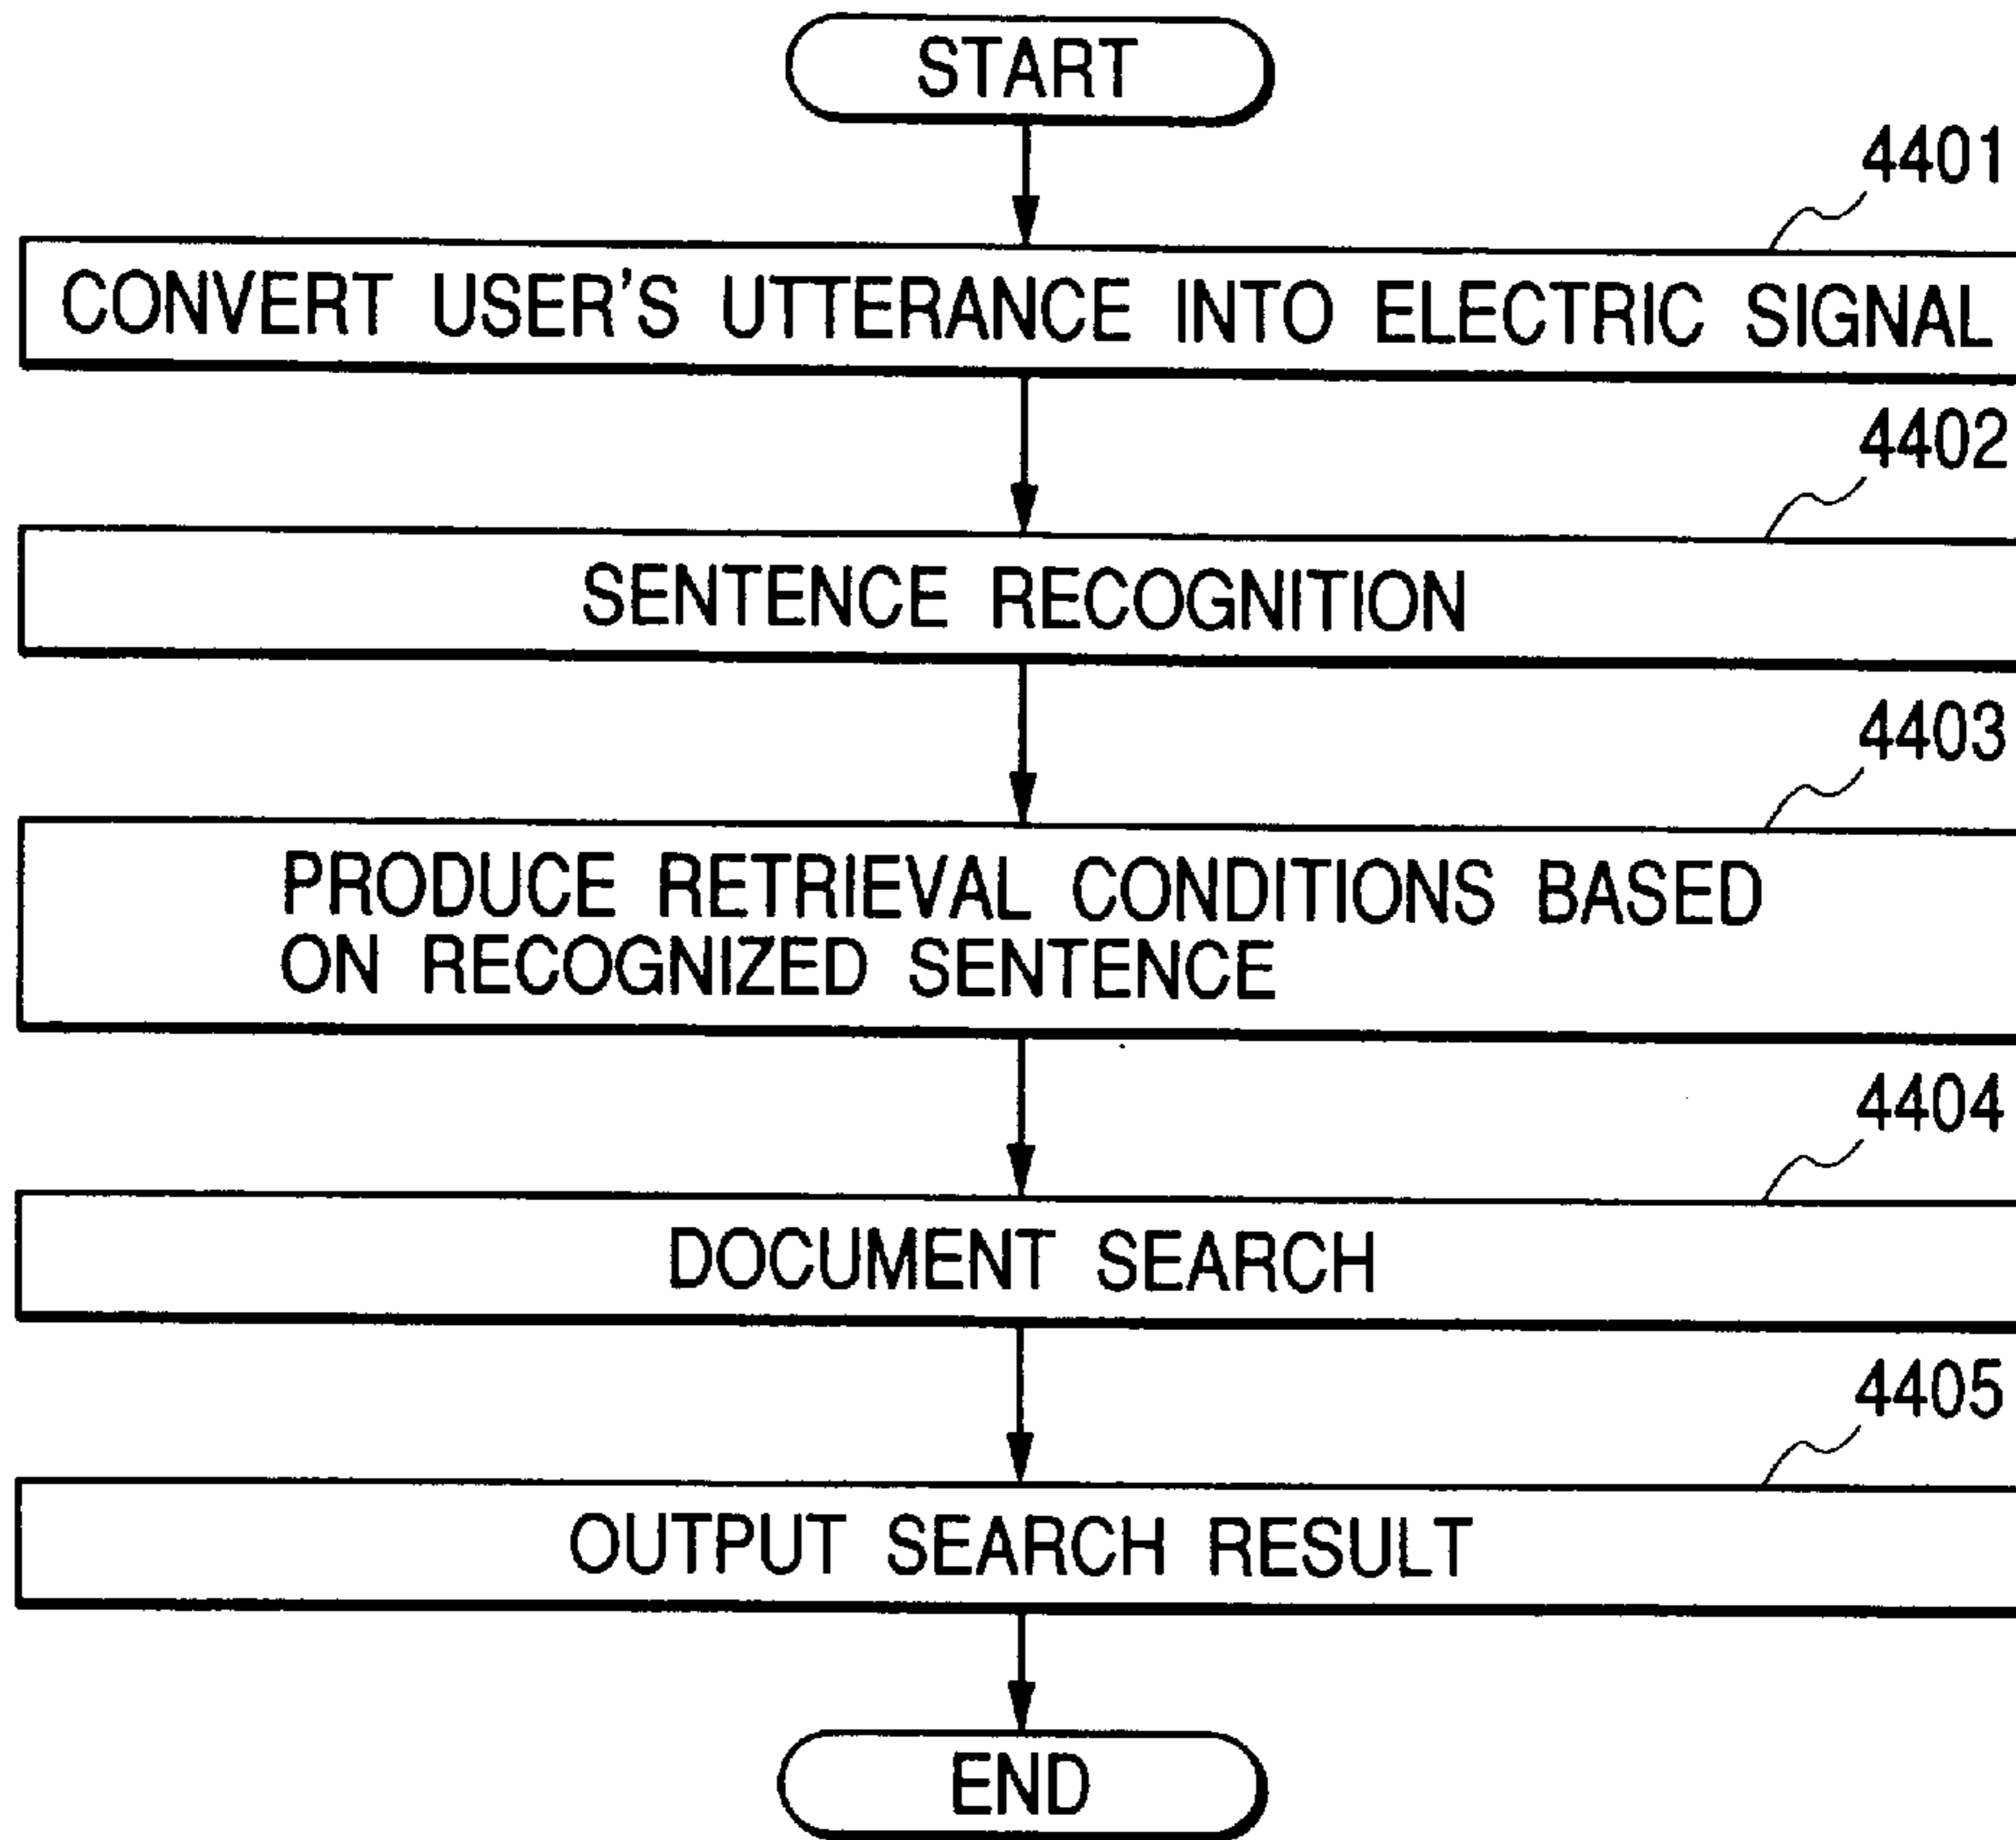 START
4401
CONVERT USER'S UTTERANCE INTO ELECTRIC SIGNAL
4402
SENTENCE RECOGNITION
4403
PRODUCE RETRIEVAL CONDITIONS BASED
ON RECOGNIZED SENTENCE
4404
DOCUMENT SEARCH
4405
OUTPUT SEARCH RESULT
END